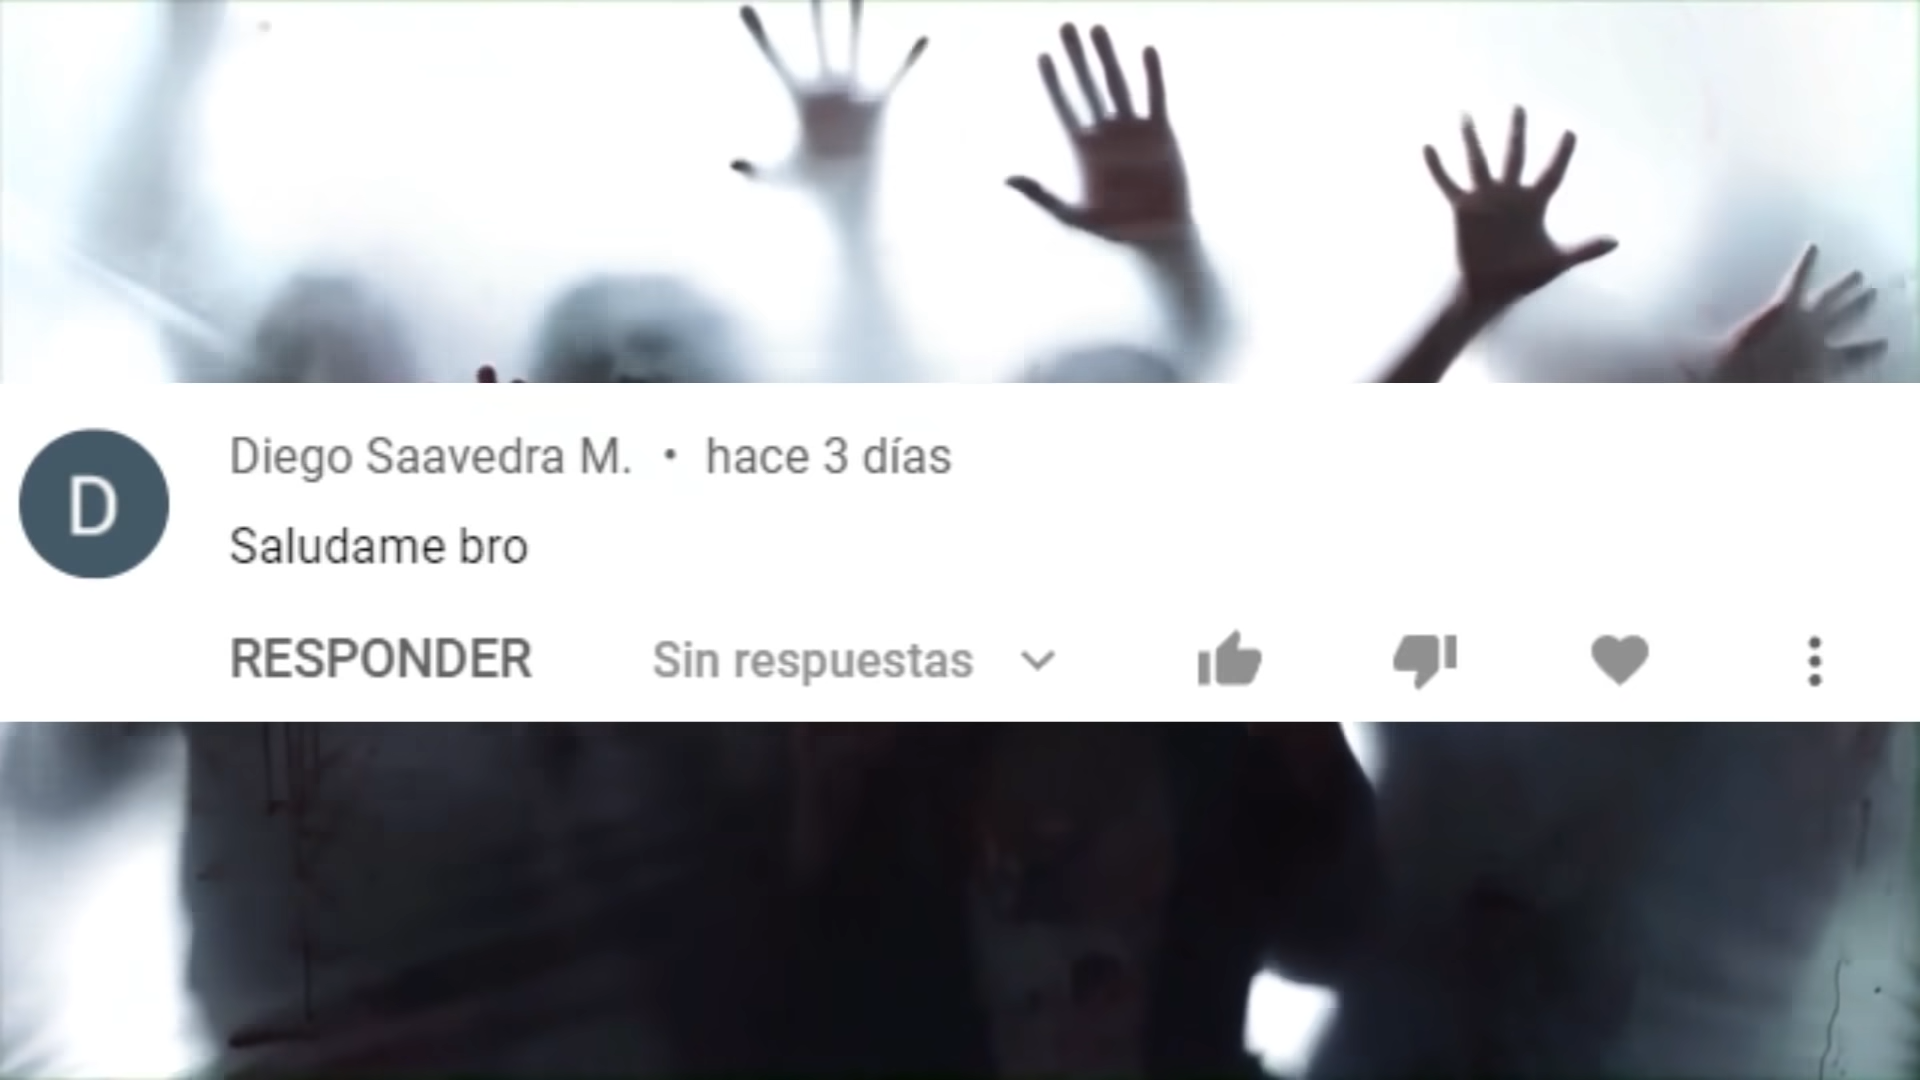 D
Diego Saavedra M. • hace 3 días
Saludame bro
RESPONDER Sin respuestas